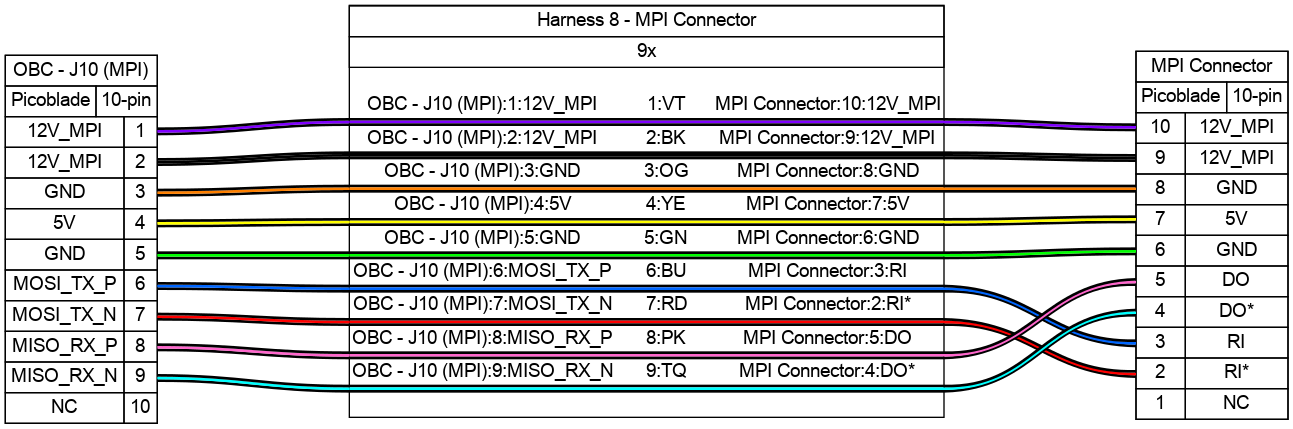 Harness 8 - MPI Connector
9x
OBC - J10 (MPI)
Picoblade 10-pin
12V_MPI 1
12V_MPI 2
GND 3
5V 4
GND 5
MOSI_TX_P 6
MOSI_TX_N 7
MISO_RX_P 8
MISO_RX_N 9
NC 10
OBC - J10 (MPI):1:12V_MPI 1:VT MPI Connector:10:12V_MPI
OBC - J10 (MPI):2:12V_MPI 2:BK MPI Connector:9:12V_MPI
OBC - J10 (MPI):3:GND 3:OG MPI Connector:8:GND
OBC - J10 (MPI):4:5V 4:YE MPI Connector:7:5V
OBC - J10 (MPI):5:GND 5:GN MPI Connector:6:GND
OBC - J10 (MPI):6:MOSI_TX_P 6:BU MPI Connector:3:RI
OBC - J10 (MPI):7:MOSI_TX_N 7:RD MPI Connector:2:RI*
OBC - J10 (MPI):8:MISO_RX_P 8:PK MPI Connector:5:DO
OBC - J10 (MPI):9:MISO_RX_N 9:TQ MPI Connector:4:DO*
MPI Connector
Picoblade 10-pin
10 12V_MPI
9 12V_MPI
8 GND
7 5V
6 GND
5 DO
4 DO*
3 RI
2 RI*
1 NC